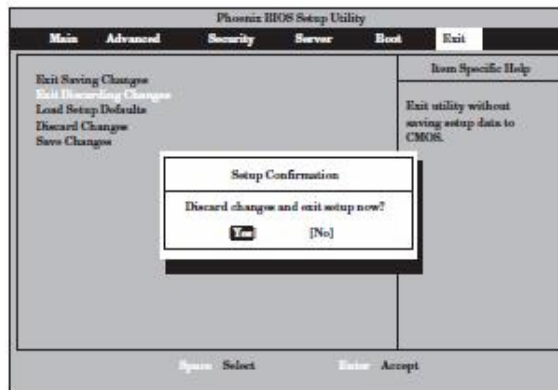 Phoenix BIOS Setup Utility
Main Advanced Security Server Boot Exit
Exit Saving Changes
Exit Discarding Changes
Load Setup Defaults
Discard Changes
Save Changes
Item Specific Help
Exit utility without
saving setup data to
CMOS.
Setup Confirmation
Discard changes and exit setup now?
[Yes] [No]
Space Select Enter Accept